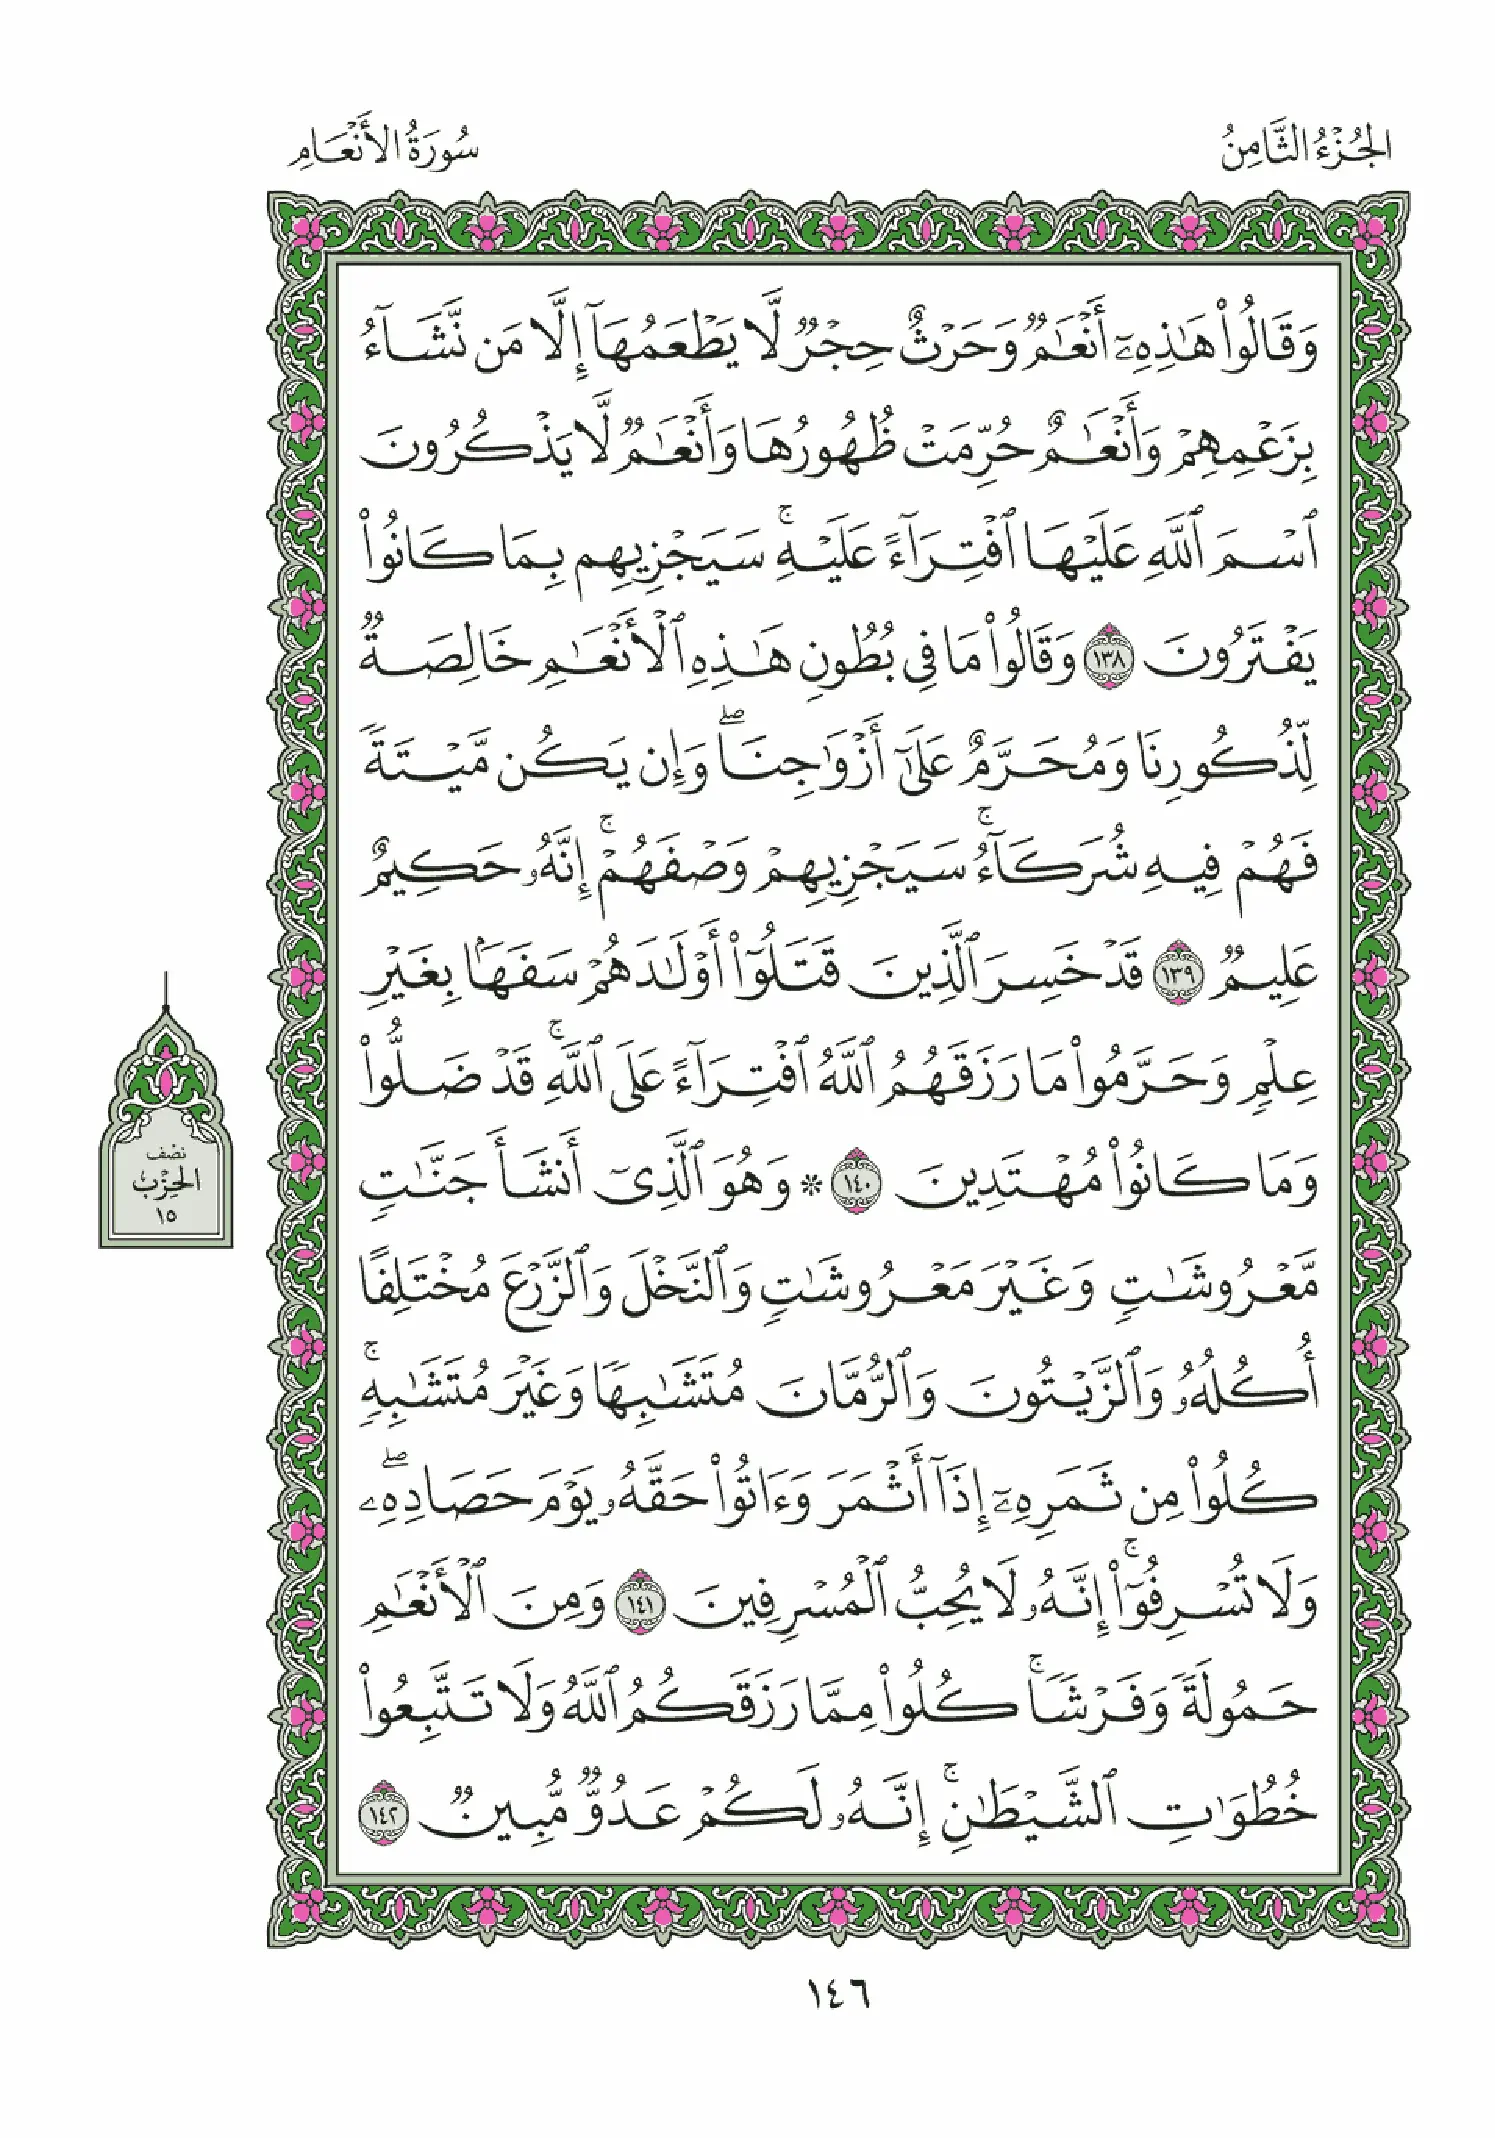 الجُزْءُ الثَّامِنُ
سُورَةُ الأَنْعَامِ
وَقَالُواْ هَٰذِهِۦٓ أَنْعَٰمٞ وَحَرْثٌ حِجْرٞ لَّا يَطْعَمُهَآ إِلَّا مَن نَّشَآءُ
بِزَعْمِهِمْ وَأَنْعَٰمٌ حُرِّمَتْ ظُهُورُهَا وَأَنْعَٰمٞ لَّا يَذْكُرُونَ
ٱسْمَ ٱللَّهِ عَلَيْهَا ٱفْتِرَآءً عَلَيْهِۚ سَيَجْزِيهِم بِمَا كَانُواْ
يَفْتَرُونَ ١٣٨ وَقَالُواْ مَا فِي بُطُونِ هَٰذِهِ ٱلْأَنْعَٰمِ خَالِصَةٞ
لِّذُكُورِنَا وَمُحَرَّمٌ عَلَىٰٓ أَزْوَٰجِنَاۖ وَإِن يَكُن مَّيْتَةٗ
فَهُمْ فِيهِ شُرَكَآءُۚ سَيَجْزِيهِمْ وَصْفَهُمْۚ إِنَّهُۥ حَكِيمٌ
عَلِيمٞ ١٣٩ قَدْ خَسِرَ ٱلَّذِينَ قَتَلُوٓاْ أَوْلَٰدَهُمْ سَفَهَۢا بِغَيْرِ
عِلْمٖ وَحَرَّمُواْ مَا رَزَقَهُمُ ٱللَّهُ ٱفْتِرَآءً عَلَى ٱللَّهِۚ قَدْ ضَلُّواْ
وَمَا كَانُواْ مُهْتَدِينَ ١٤٠ ۞ وَهُوَ ٱلَّذِيٓ أَنشَأَ جَنَّٰتٖ
مَّعْرُوشَٰتٖ وَغَيْرَ مَعْرُوشَٰتٖ وَٱلنَّخْلَ وَٱلزَّرْعَ مُخْتَلِفًا
أُكُلُهُۥ وَٱلزَّيْتُونَ وَٱلرُّمَّانَ مُتَشَٰبِهٗا وَغَيْرَ مُتَشَٰبِهٖۚ
كُلُواْ مِن ثَمَرِهِۦٓ إِذَآ أَثْمَرَ وَءَاتُواْ حَقَّهُۥ يَوْمَ حَصَادِهِۦۖ
وَلَا تُسْرِفُوٓاْۚ إِنَّهُۥ لَا يُحِبُّ ٱلْمُسْرِفِينَ ١٤١ وَمِنَ ٱلْأَنْعَٰمِ
حَمُولَةٗ وَفَرْشٗاۚ كُلُواْ مِمَّا رَزَقَكُمُ ٱللَّهُ وَلَا تَتَّبِعُواْ
خُطُوَٰتِ ٱلشَّيْطَٰنِۚ إِنَّهُۥ لَكُمْ عَدُوّٞ مُّبِينٞ ١٤٢
نصْف
الحِزْب
١٥
١٤٦